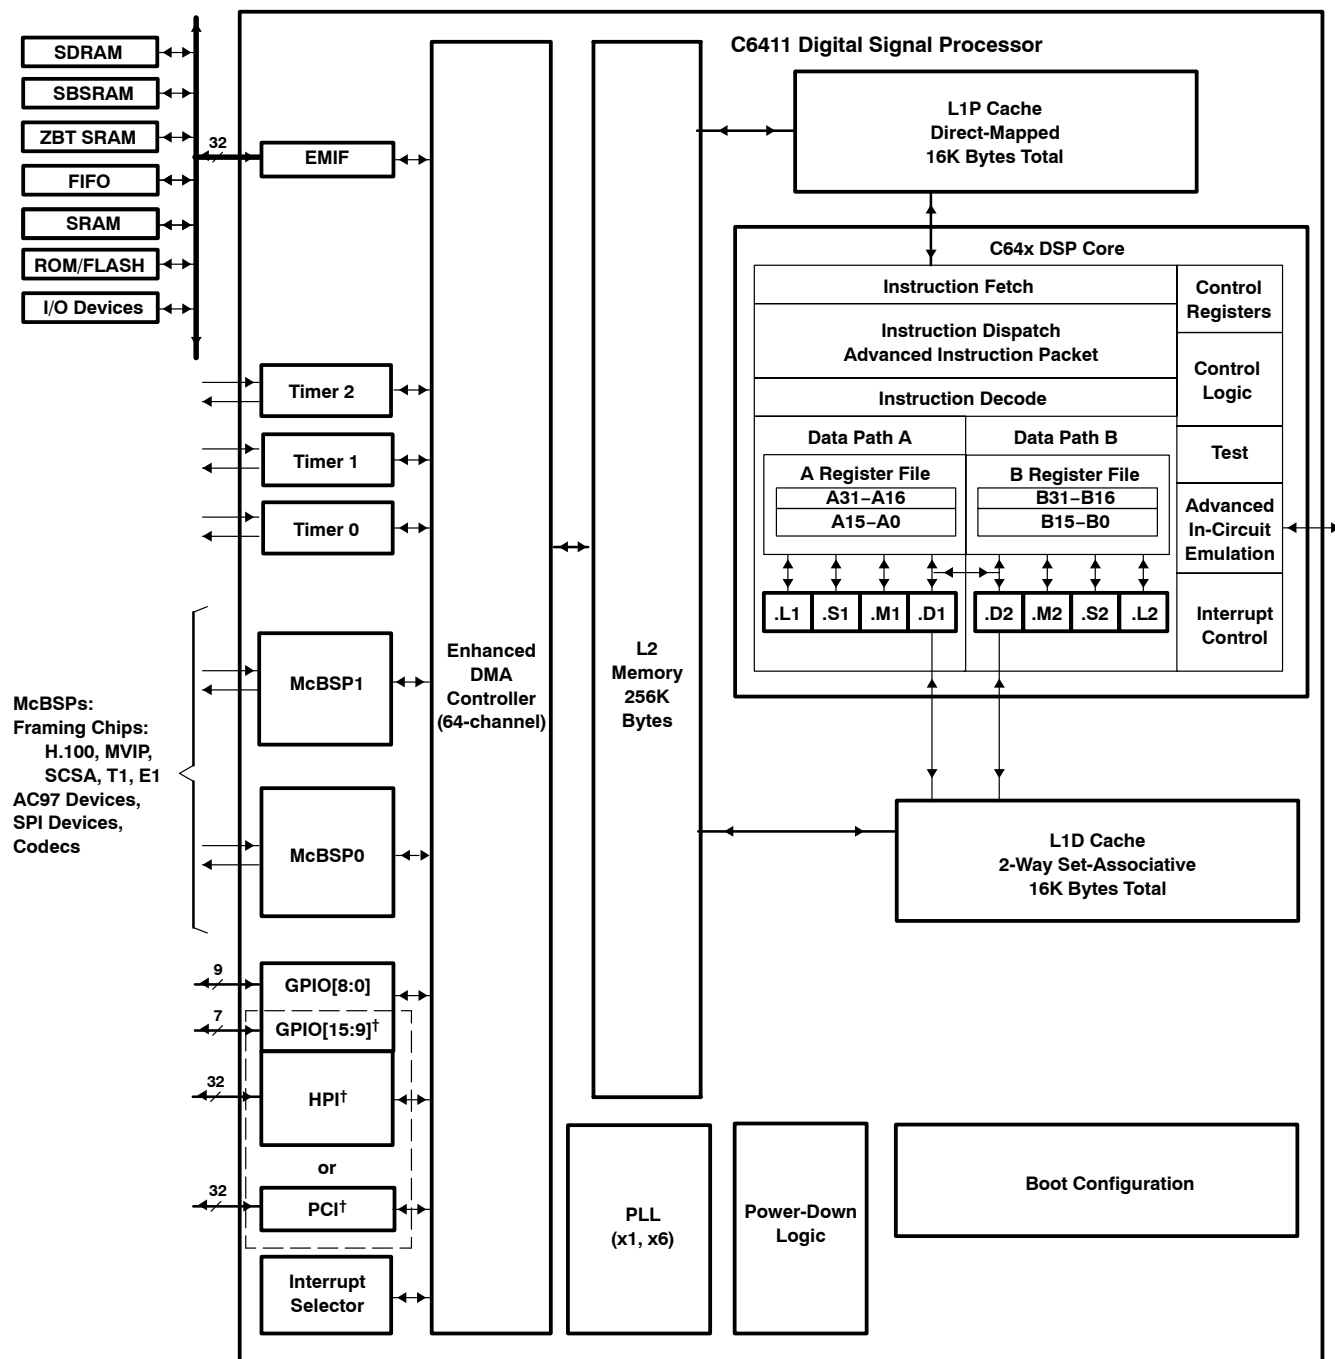 C6411 Digital Signal Processor
SDRAM
SBSRAM
ZBT SRAM
FIFO
SRAM
ROM/FLASH
I/O Devices
32
EMIF
Timer 2
Timer 1
Timer 0
McBSPs:
Framing Chips:
H.100, MVIP,
SCSA, T1, E1
AC97 Devices,
SPI Devices,
Codecs
McBSP1
McBSP0
9
GPIO[8:0]
7
GPIO[15:9]†
32
HPI†
or
32
PCI†
Interrupt
Selector
Enhanced
DMA
Controller
(64-channel)
L2
Memory
256K
Bytes
L1P Cache
Direct-Mapped
16K Bytes Total
C64x DSP Core
Instruction Fetch
Instruction Dispatch
Advanced Instruction Packet
Instruction Decode
Data Path A
A Register File
A31–A16
A15–A0
Data Path B
B Register File
B31–B16
B15–B0
.L1
.S1
.M1
.D1
.D2
.M2
.S2
.L2
Control
Registers
Control
Logic
Test
Advanced
In-Circuit
Emulation
Interrupt
Control
L1D Cache
2-Way Set-Associative
16K Bytes Total
PLL
(x1, x6)
Power-Down
Logic
Boot Configuration